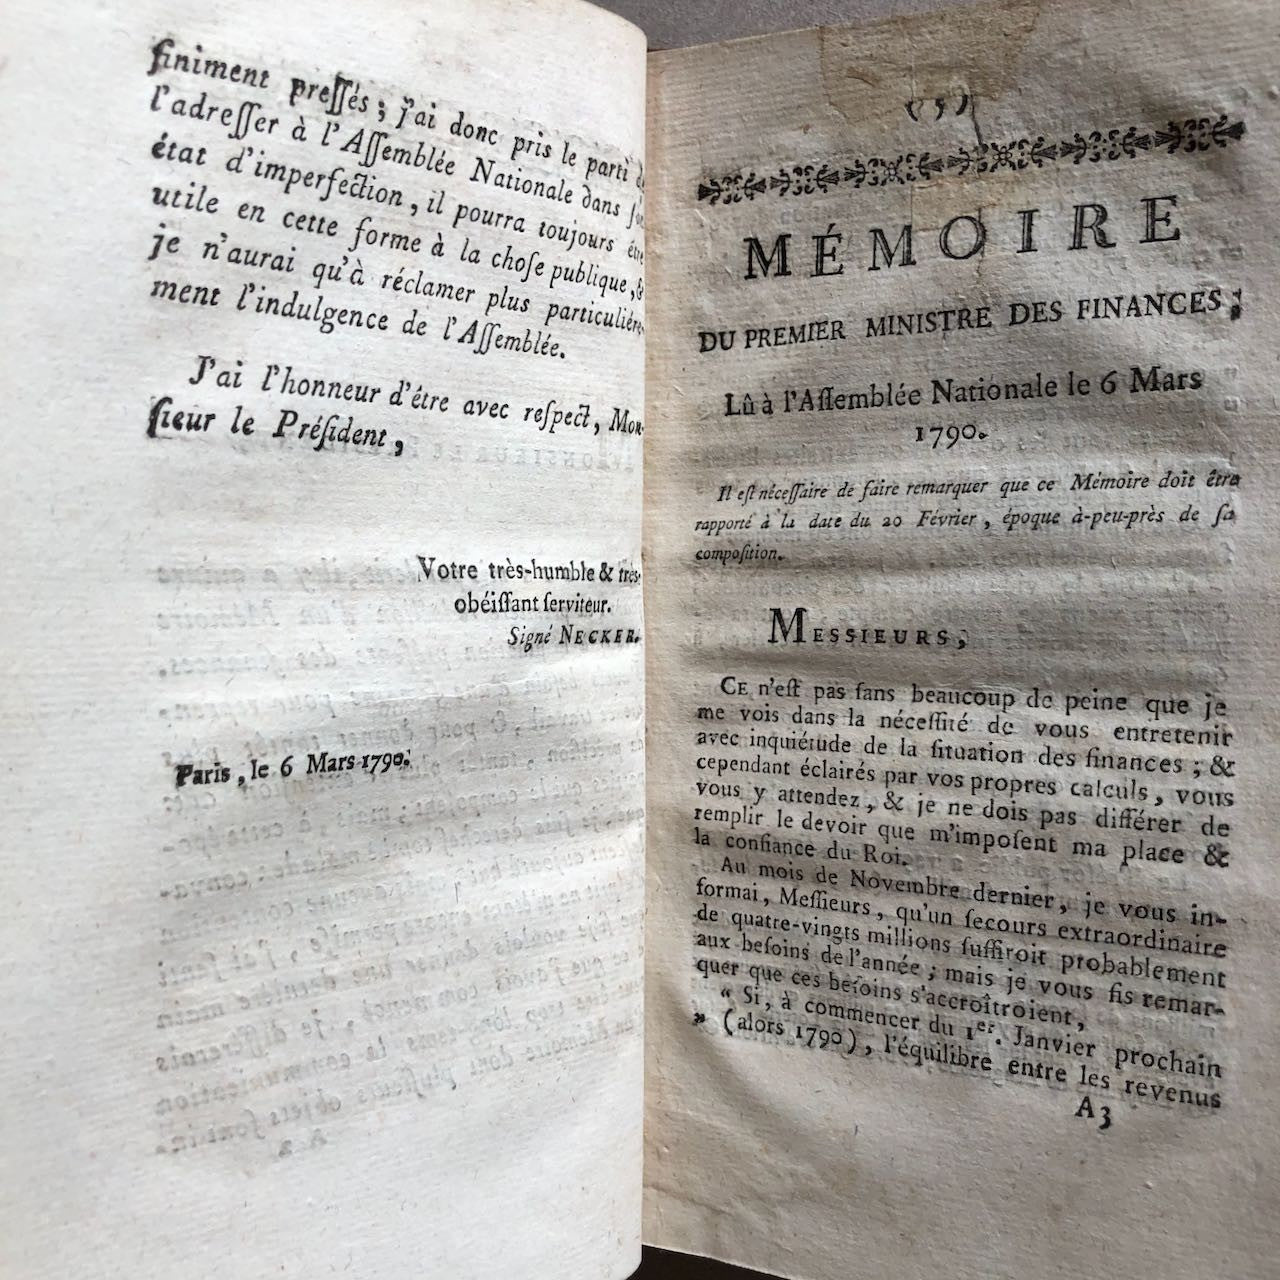 finiment preſſés ; j'ai donc pris le parti de
l'adreſſer à l'Aſſemblée Nationale dans ſon
état d'imperfection, il pourra toujours être
utile en cette forme à la choſe publique, &
je n'aurai qu'à réclamer plus particuliére-
ment l'indulgence de l'Aſſemblée.
J'ai l'honneur d'être avec reſpect, Mon-
ſieur le Préſident,
Votre très-humble & très-
obéiſſant ſerviteur.
Signé NECKER.
Paris, le 6 Mars 1790.
( 5 )
MÉMOIRE
DU PREMIER MINISTRE DES FINANCES;
Lû à l'Aſſemblée Nationale le 6 Mars
1790.
Il eſt néceſſaire de faire remarquer que ce Mémoire doit être
rapporté à la date du 20 Février, époque à-peu-près de ſa
compoſition.
MESSIEURS,
CE n'eſt pas ſans beaucoup de peine que je
me vois dans la néceſſité de vous entretenir
avec inquiétude de la ſituation des finances ; &
cependant éclairés par vos propres calculs, vous
vous y attendez, & je ne dois pas différer de
remplir le devoir que m'impoſent ma place &
la confiance du Roi.
Au mois de Novembre dernier, je vous in-
formai, Meſſieurs, qu'un ſecours extraordinaire
de quatre-vingts millions ſuffiroit probablement
aux beſoins de l'année ; mais je vous fis remar-
quer que ces beſoins s'accroîtroient,
" Si, à commencer du 1er. Janvier prochain
» (alors 1790), l'équilibre entre les revenus
A3